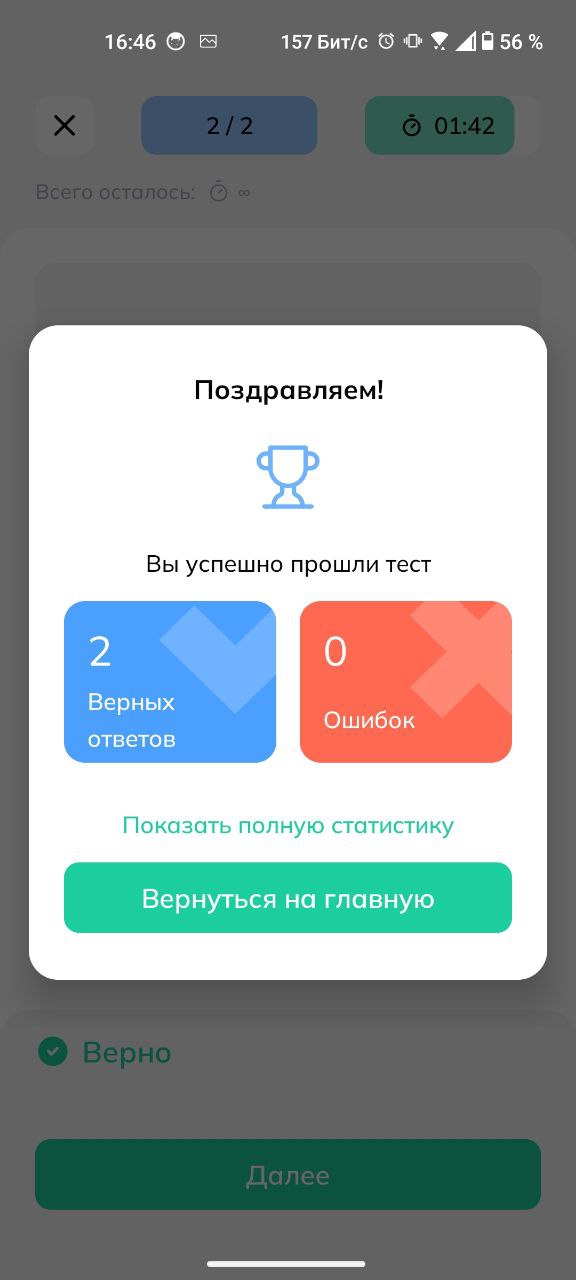 16:46 157 Бит/с 56 %
2 / 2 01:42
Всего осталось: ∞
Поздравляем!
Вы успешно прошли тест
2
Верных
ответов
0
Ошибок
Показать полную статистику
Вернуться на главную
Верно
Далее